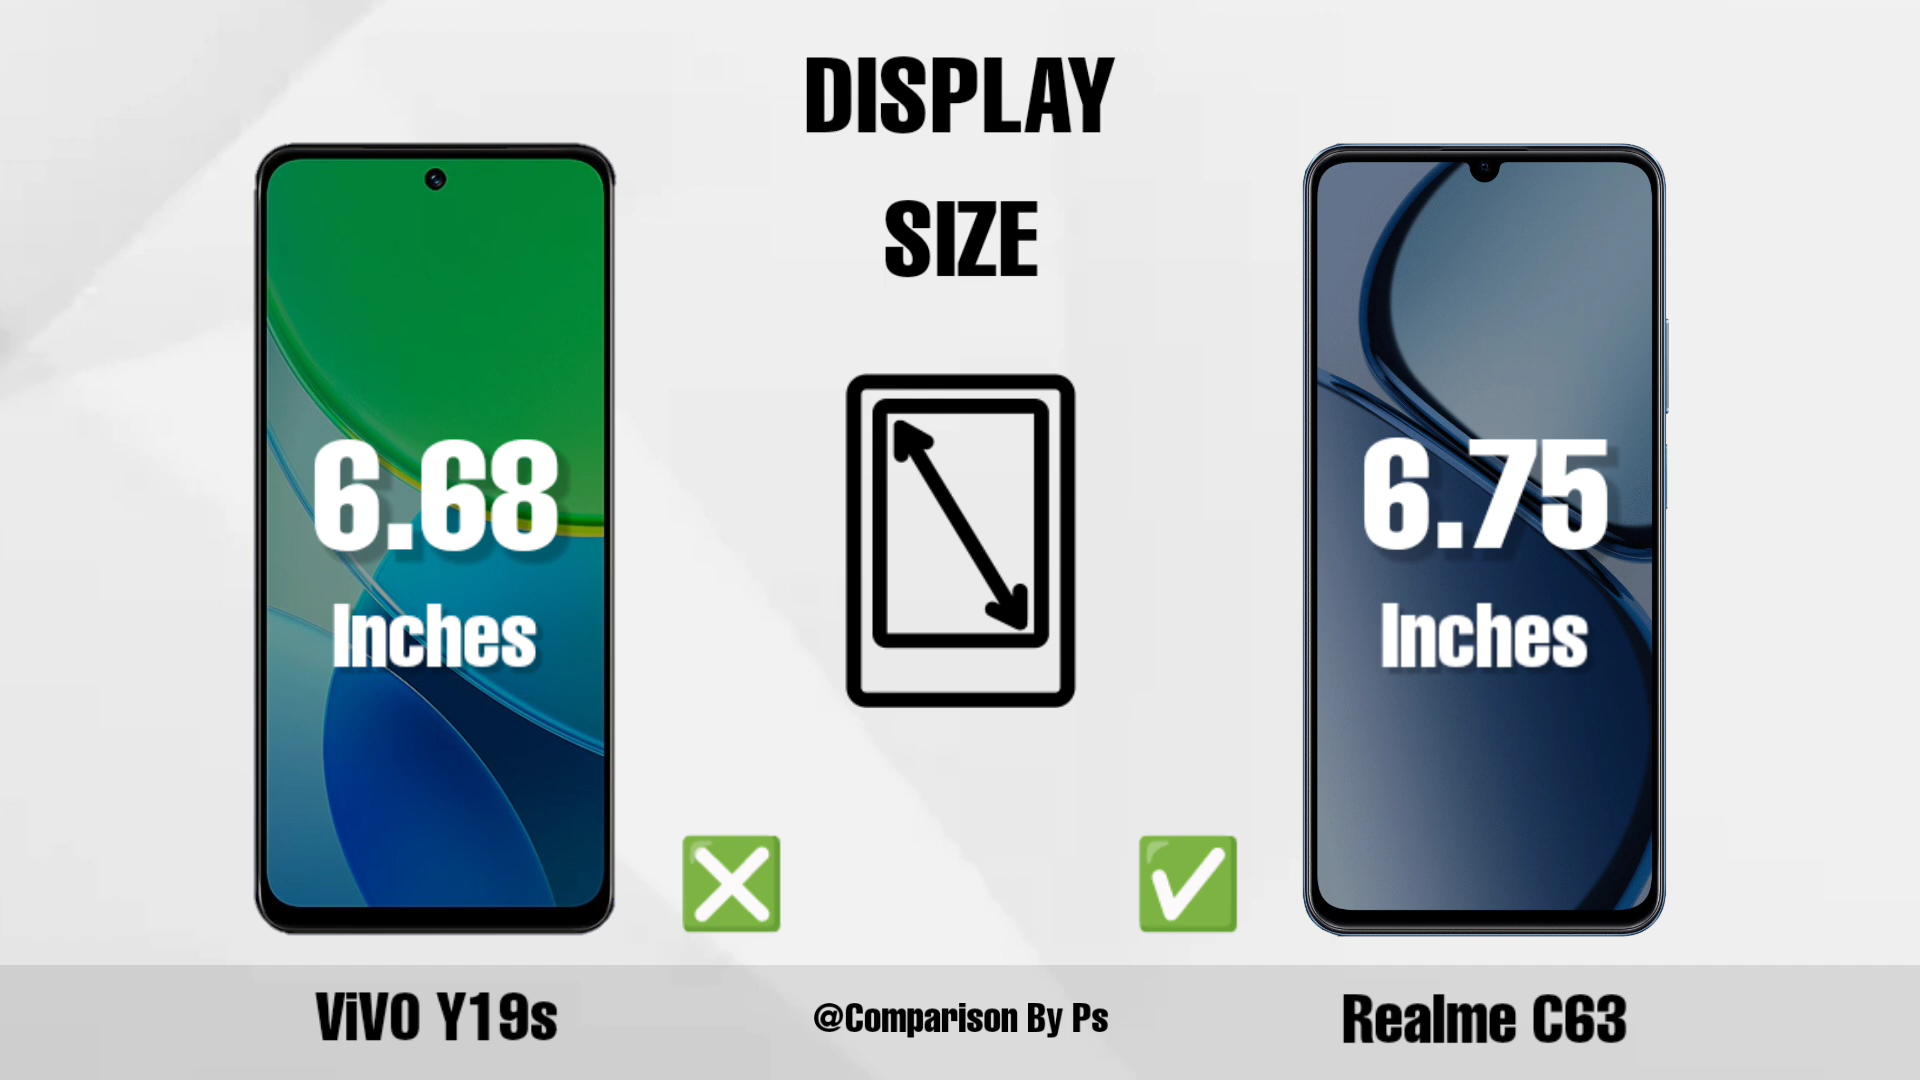 DISPLAY
SIZE
6.68
Inches
6.75
Inches
ViVO Y19s
@Comparison By Ps
Realme C63